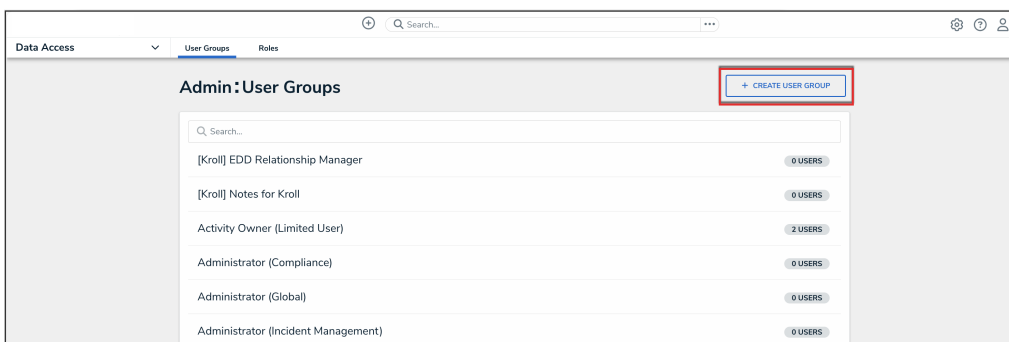 Search...
Data Access
User Groups Roles
Admin:User Groups
+ CREATE USER GROUP
Search...
[Kroll] EDD Relationship Manager 0 USERS
[Kroll] Notes for Kroll 0 USERS
Activity Owner (Limited User) 2 USERS
Administrator (Compliance) 0 USERS
Administrator (Global) 0 USERS
Administrator (Incident Management) 0 USERS